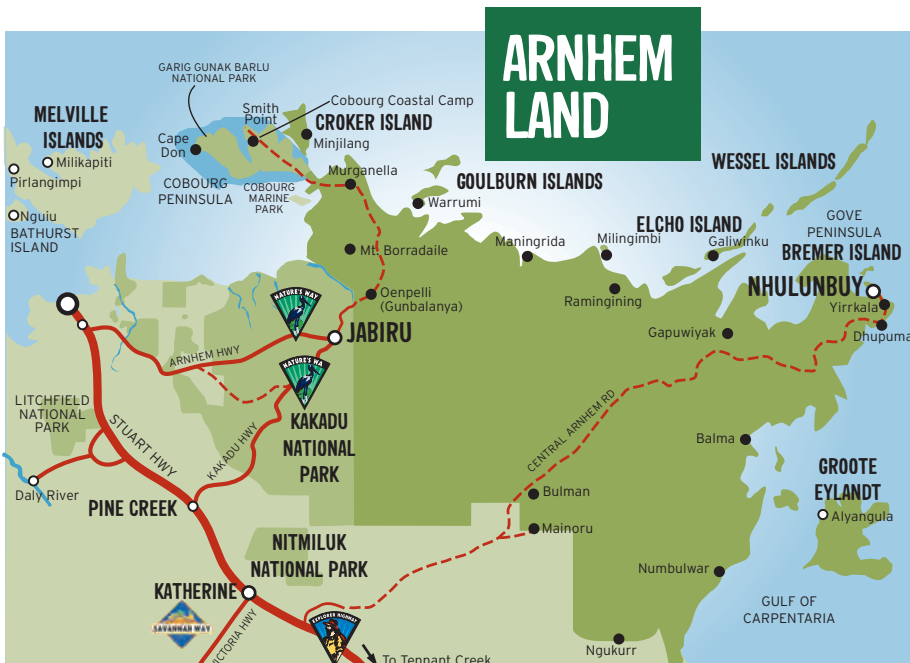 ARNHEM
LAND
GARIG GUNAK BARLU
NATIONAL PARK
Smith
Point
Cobourg Coastal Camp
MELVILLE
ISLANDS
CROKER ISLAND
Cape
Don
Minjilang
Milikapiti
Pirlangimpi
WESSEL ISLANDS
Murganella
COBOURG
PENINSULA
COBOURG
MARINE
PARK
GOULBURN ISLANDS
Warrumi
Nguiu
BATHURST
ISLAND
GOVE
PENINSULA
ELCHO ISLAND
Maningrida
Milingimbi
Galiwinku
BREMER ISLAND
Mt. Borradaile
NHULUNBUY
Oenpelli
(Gunbalanya)
Ramingining
Yirrkala
NATURE'S WAY
JABIRU
Gapuwiyak
Dhupuma
ARNHEM HWY
NATURE'S WA
LITCHFIELD
NATIONAL
PARK
STUART HWY
KAKADU HWY
KAKADU
NATIONAL
PARK
CENTRAL ARNHEM RD
Balma
GROOTE
EYLANDT
Daly River
PINE CREEK
Bulman
Alyangula
Mainoru
NITMILUK
NATIONAL PARK
Numbulwar
KATHERINE
GULF OF
CARPENTARIA
SAVANNAH WAY
VICTORIA HWY
EXPLORER HIGHWAY
Ngukurr
To Tennant Creek